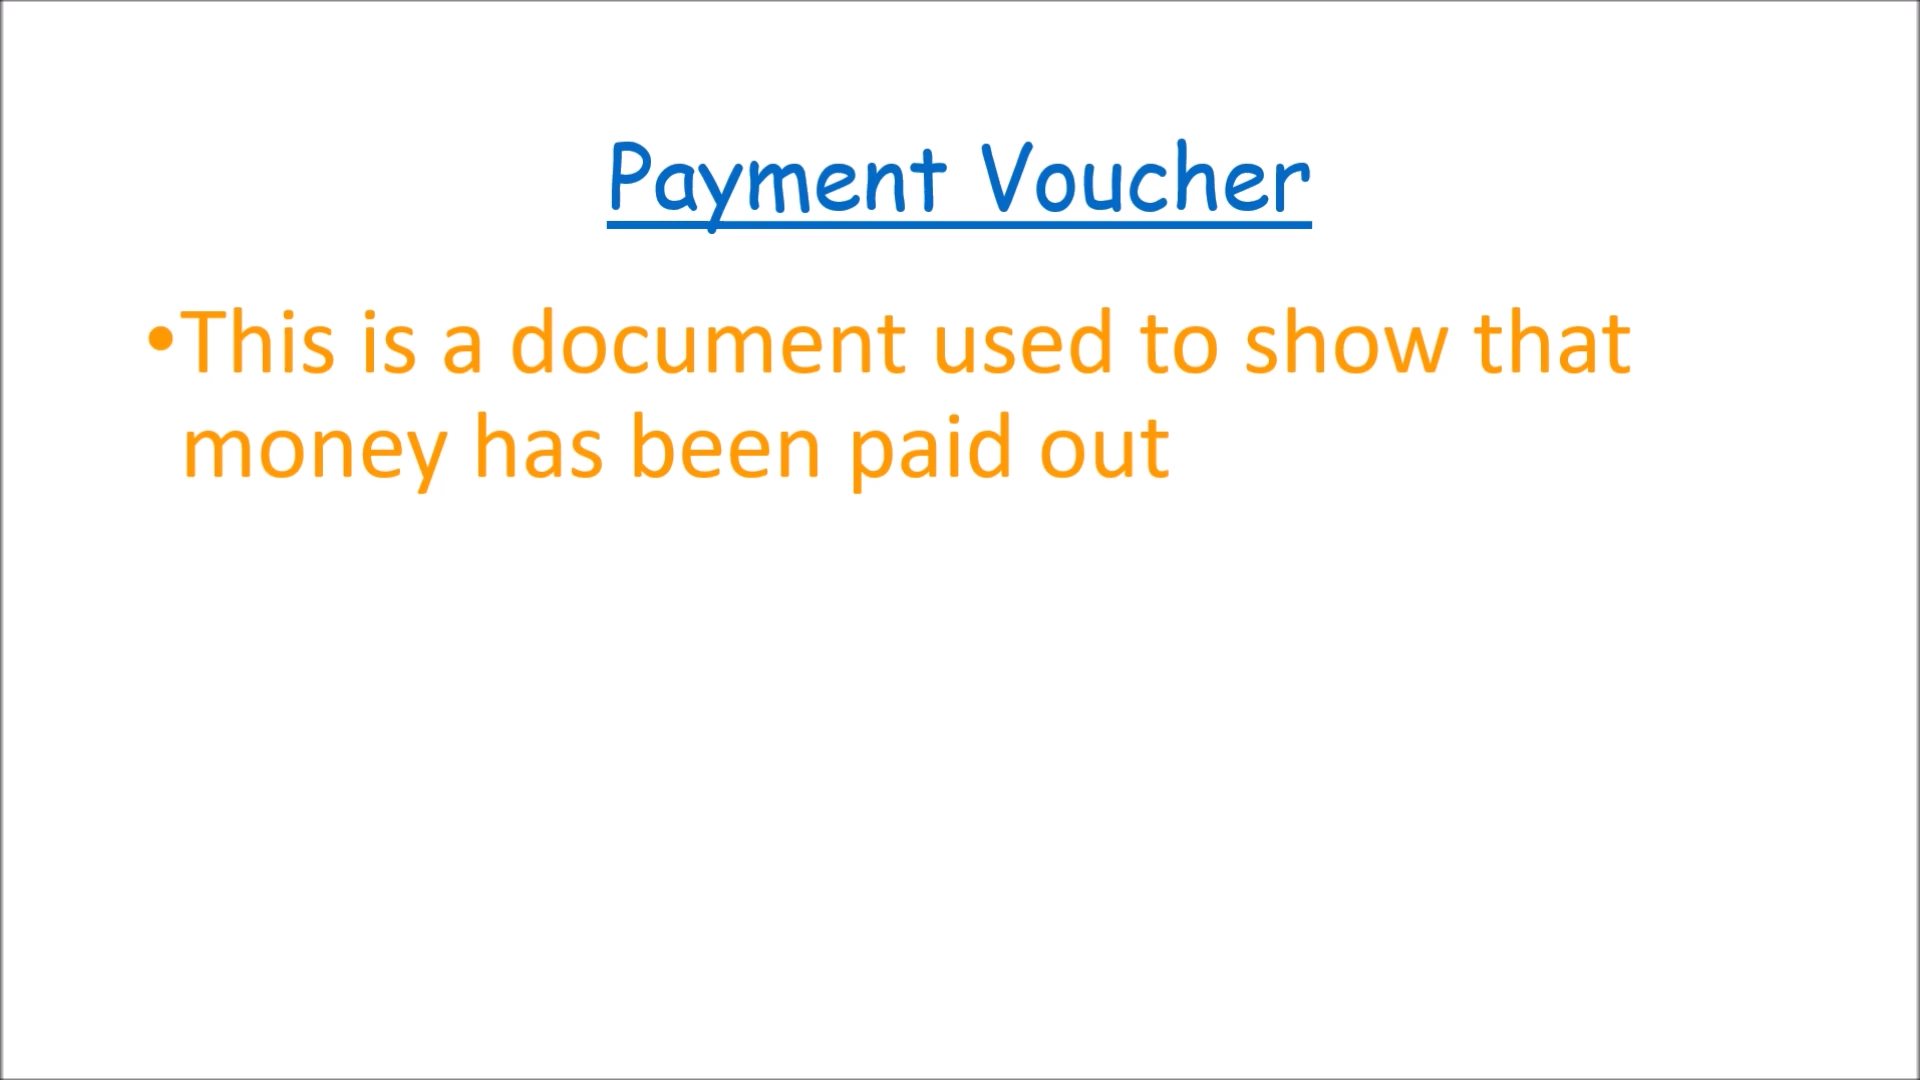 Payment Voucher
•This is a document used to show that
money has been paid out